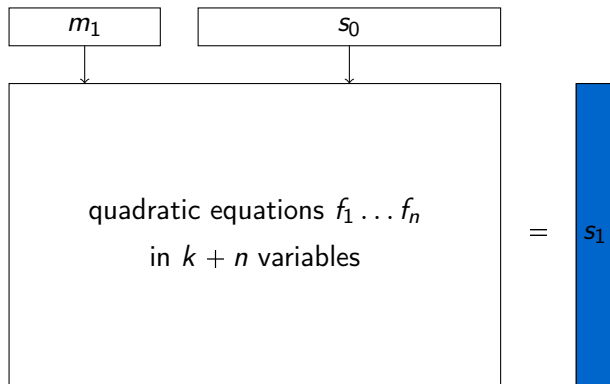 m₁ s₀
quadratic equations f₁ … fₙ
in k + n variables
= s₁